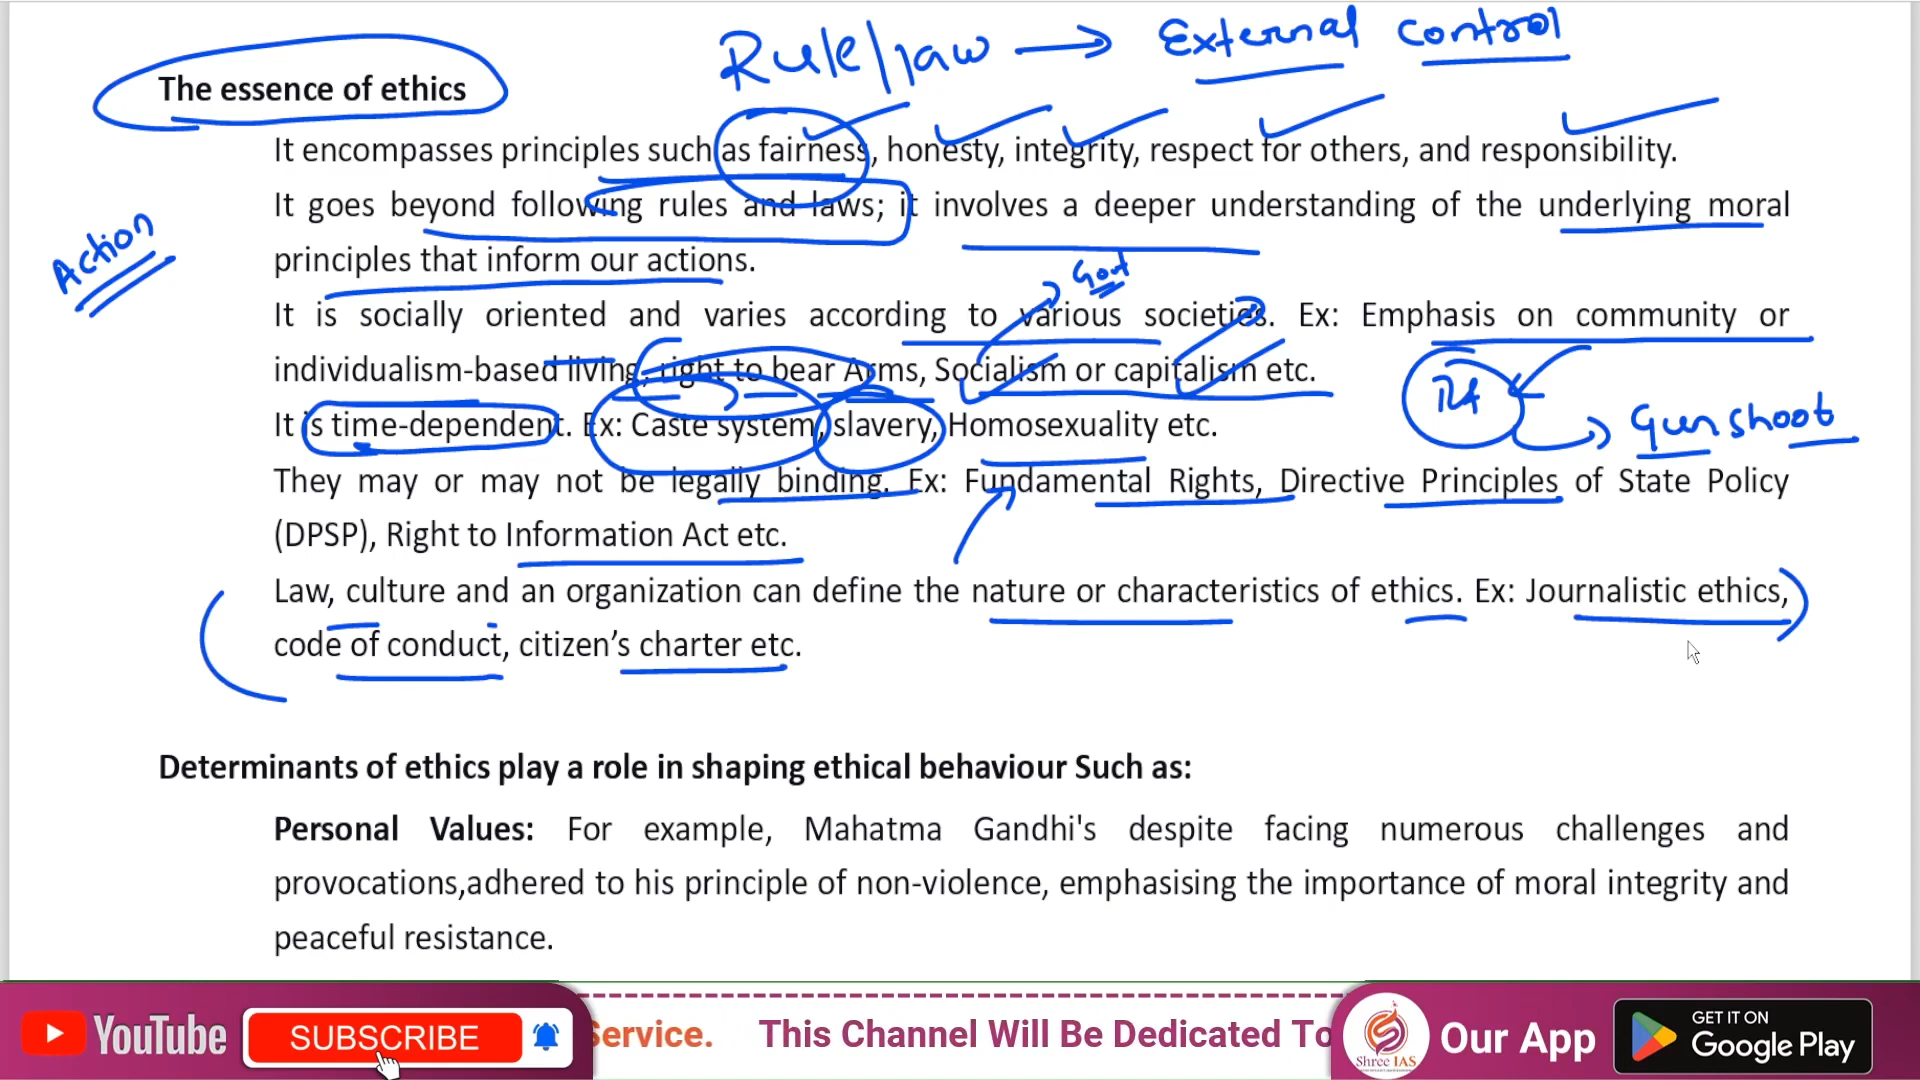 Rule/law → External control
The essence of ethics
It encompasses principles such as fairness, honesty, integrity, respect for others, and responsibility.
It goes beyond following rules and laws; it involves a deeper understanding of the underlying moral
principles that inform our actions.
Action
Govt
It is socially oriented and varies according to various societies. Ex: Emphasis on community or
individualism-based living, right to bear Arms, Socialism or capitalism etc.
Gun shoot
It is time-dependent. Ex: Caste system, slavery, Homosexuality etc.
They may or may not be legally binding. Ex: Fundamental Rights, Directive Principles of State Policy
(DPSP), Right to Information Act etc.
Law, culture and an organization can define the nature or characteristics of ethics. Ex: Journalistic ethics,
code of conduct, citizen’s charter etc.
Determinants of ethics play a role in shaping ethical behaviour Such as:
Personal Values: For example, Mahatma Gandhi's despite facing numerous challenges and
provocations,adhered to his principle of non-violence, emphasising the importance of moral integrity and
peaceful resistance.
YouTube SUBSCRIBE Service. This Channel Will Be Dedicated To
Shree IAS
Our App
GET IT ON
Google Play